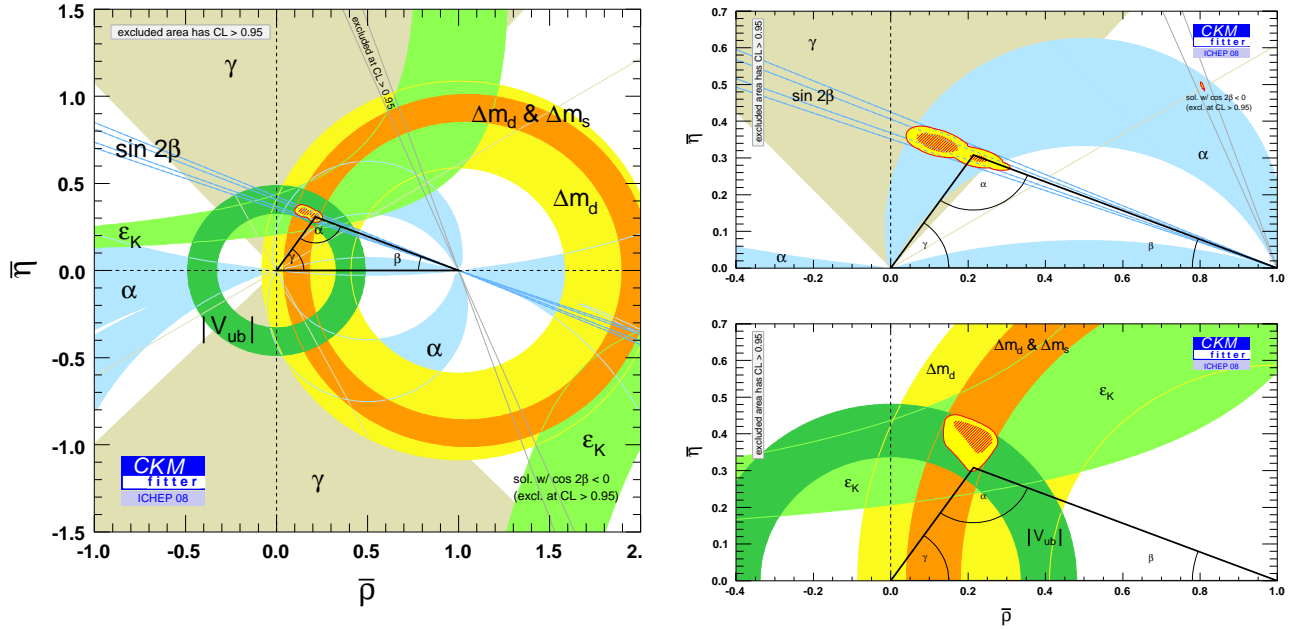 excluded area has CL > 0.95
γ
excluded at CL > 0.95
Δm_d & Δm_s
sin 2β
Δm_d
ε_K
α
α
γ
β
|V_ub|
α
ε_K
γ
sol. w/ cos 2β < 0
(excl. at CL > 0.95)
CKM
fitter
ICHEP 08
1.5
1.0
0.5
0.0
-0.5
-1.0
-1.5
η̅
-1.0 -0.5 0.0 0.5 1.0 1.5 2.
ρ̅
excluded area has CL > 0.95
γ
sin 2β
CKM
fitter
ICHEP 08
sol. w/ cos 2β < 0
(excl. at CL > 0.95)
α
α
γ
β
α
0.7
0.6
0.5
0.4
0.3
0.2
0.1
0.0
η̅
-0.4 -0.2 0.0 0.2 0.4 0.6 0.8 1.0
excluded area has CL > 0.95
Δm_d & Δm_s
Δm_d
CKM
fitter
ICHEP 08
ε_K
ε_K
α
|V_ub|
γ
β
0.7
0.6
0.5
0.4
0.3
0.2
0.1
0.0
η̅
-0.4 -0.2 0.0 0.2 0.4 0.6 0.8 1.0
ρ̅